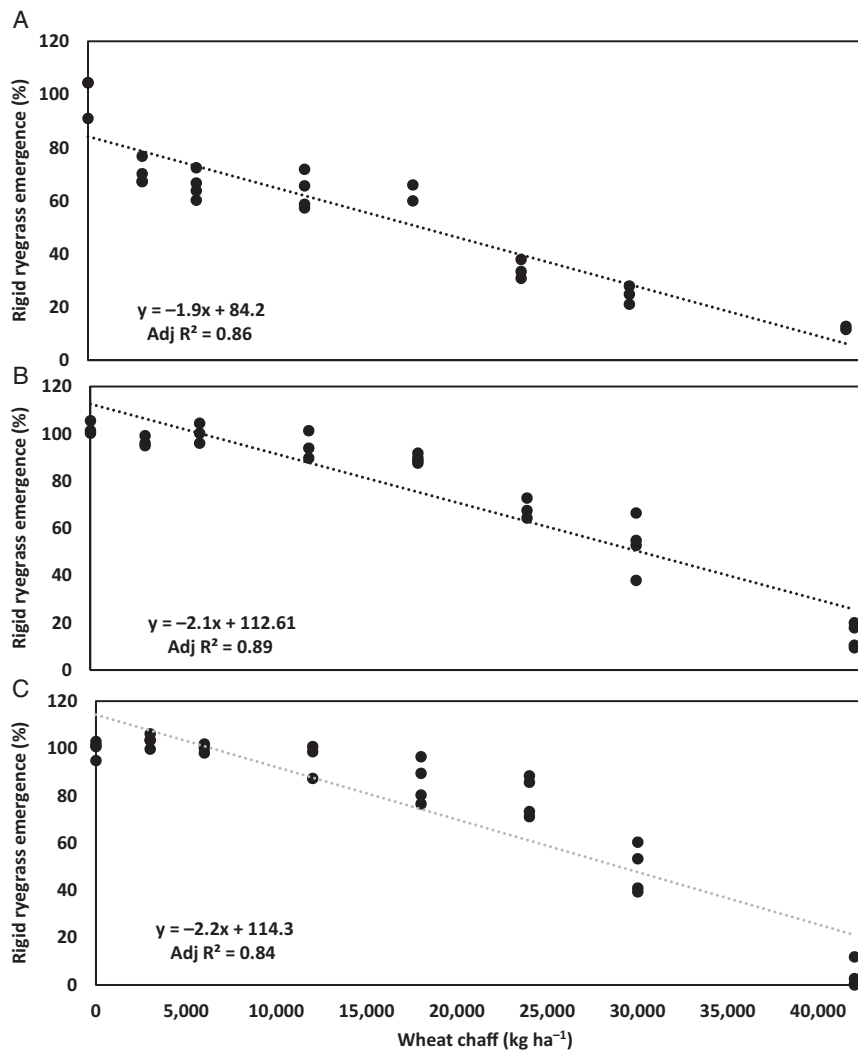 A
Rigid ryegrass emergence (%)
120
100
80
60
40
20
0
y = –1.9x + 84.2
Adj R² = 0.86
B
Rigid ryegrass emergence (%)
120
100
80
60
40
20
0
y = –2.1x + 112.61
Adj R² = 0.89
C
Rigid ryegrass emergence (%)
120
100
80
60
40
20
0
y = –2.2x + 114.3
Adj R² = 0.84
0 5,000 10,000 15,000 20,000 25,000 30,000 35,000 40,000
Wheat chaff (kg ha⁻¹)